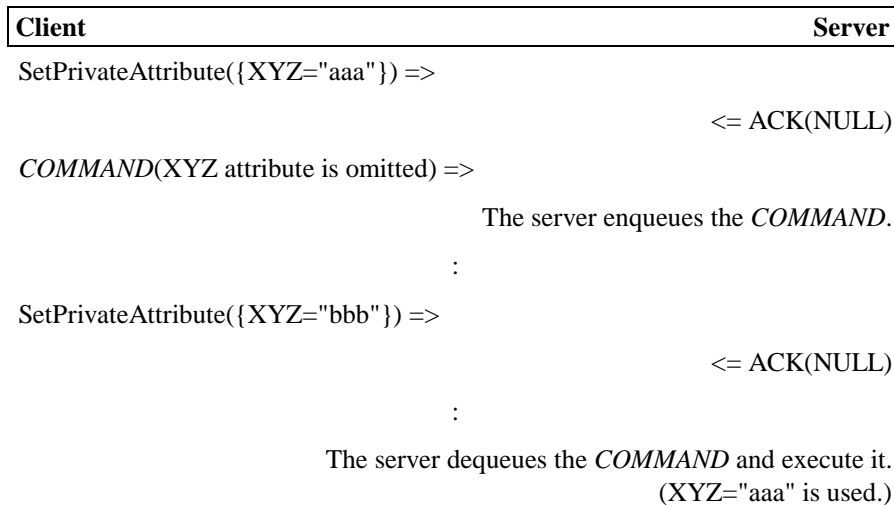 Client Server
SetPrivateAttribute({XYZ="aaa"}) =>
<= ACK(NULL)
COMMAND(XYZ attribute is omitted) =>
The server enqueues the COMMAND.
:
SetPrivateAttribute({XYZ="bbb"}) =>
<= ACK(NULL)
:
The server dequeues the COMMAND and execute it.
(XYZ="aaa" is used.)